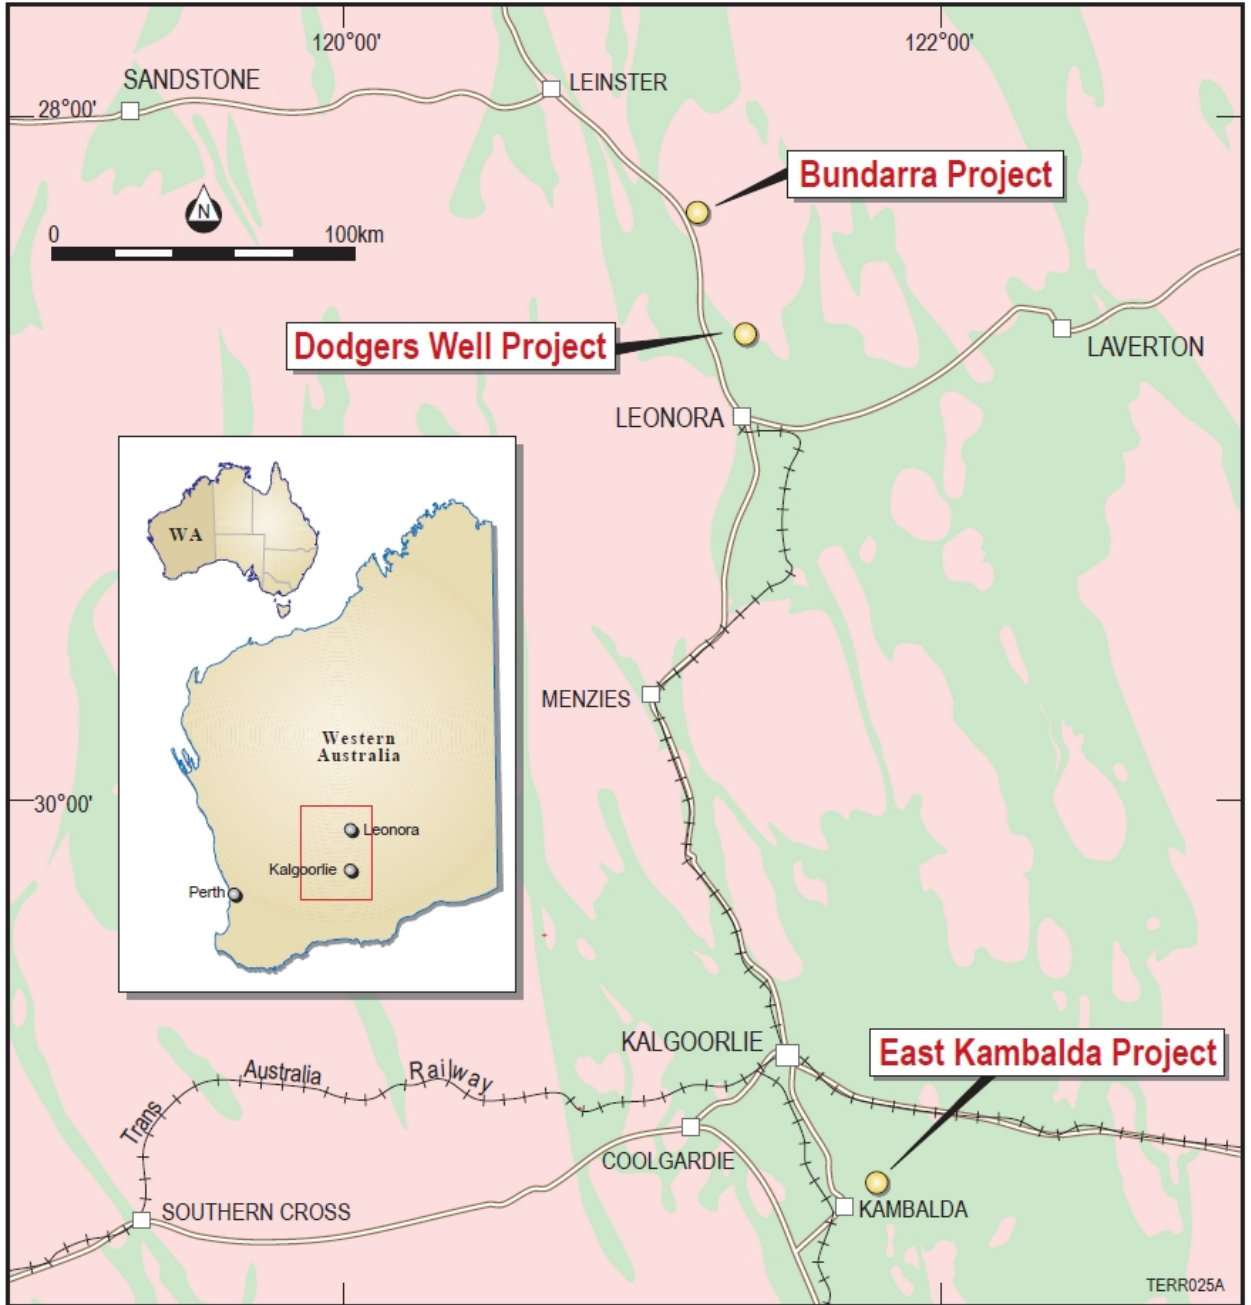 120°00'
122°00'
SANDSTONE
LEINSTER
28°00'
Bundarra Project
N
0
100km
Dodgers Well Project
LAVERTON
LEONORA
WA
MENZIES
Western
Australia
30°00'
Leonora
Kalgoorlie
Perth
KALGOORLIE
East Kambalda Project
Trans Australia Railway
COOLGARDIE
SOUTHERN CROSS
KAMBALDA
TERR025A